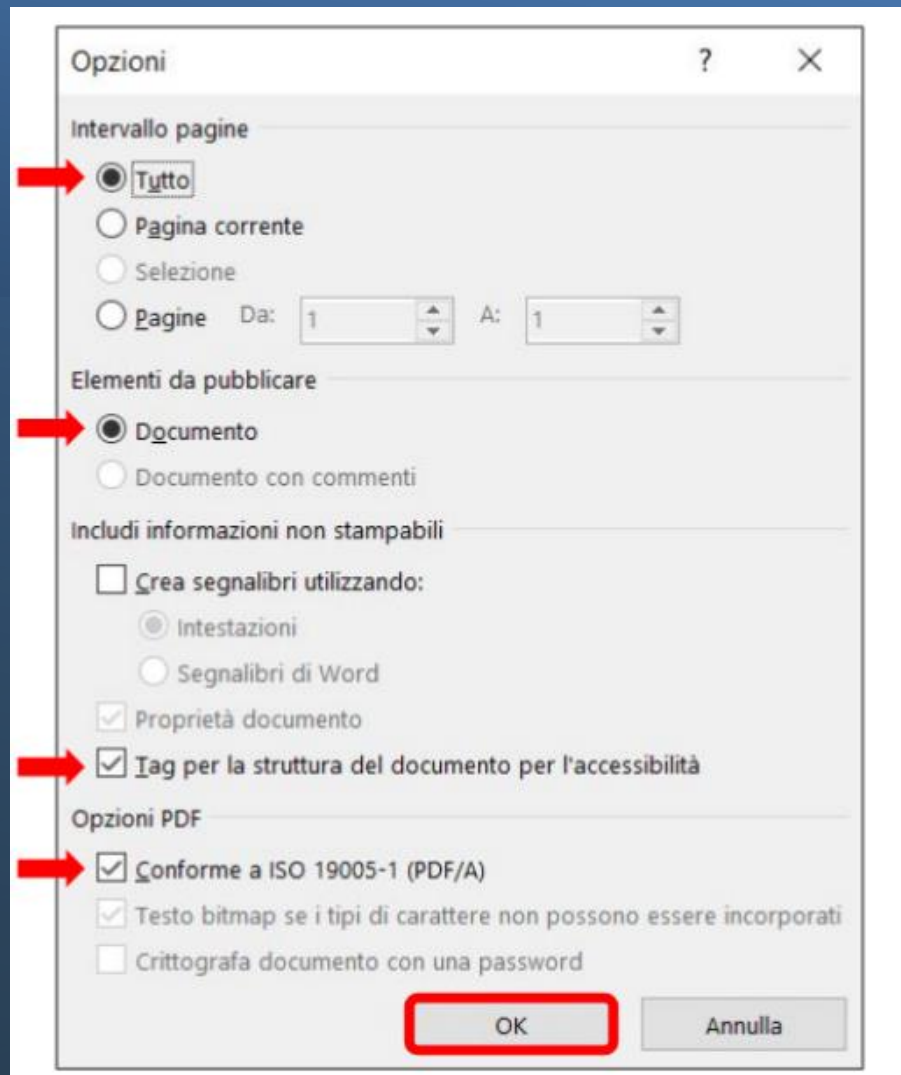 Opzioni ?
Intervallo pagine
Tutto
Pagina corrente
Selezione
Pagine Da: 1 A: 1
Elementi da pubblicare
Documento
Documento con commenti
Includi informazioni non stampabili
Crea segnalibri utilizzando:
Intestazioni
Segnalibri di Word
Proprietà documento
Tag per la struttura del documento per l'accessibilità
Opzioni PDF
Conforme a ISO 19005-1 (PDF/A)
Testo bitmap se i tipi di carattere non possono essere incorporati
Crittografa documento con una password
OK Annulla